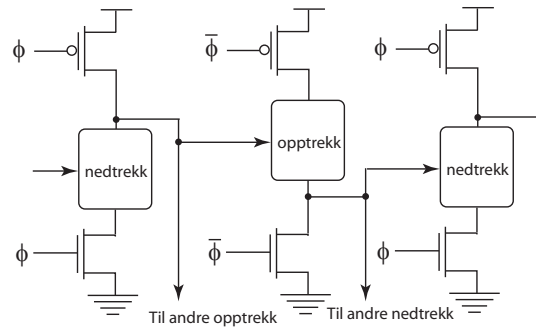 ϕ
ϕ̅
ϕ
nedtrekk
opptrekk
nedtrekk
ϕ
ϕ̅
ϕ
Til andre opptrekk
Til andre nedtrekk